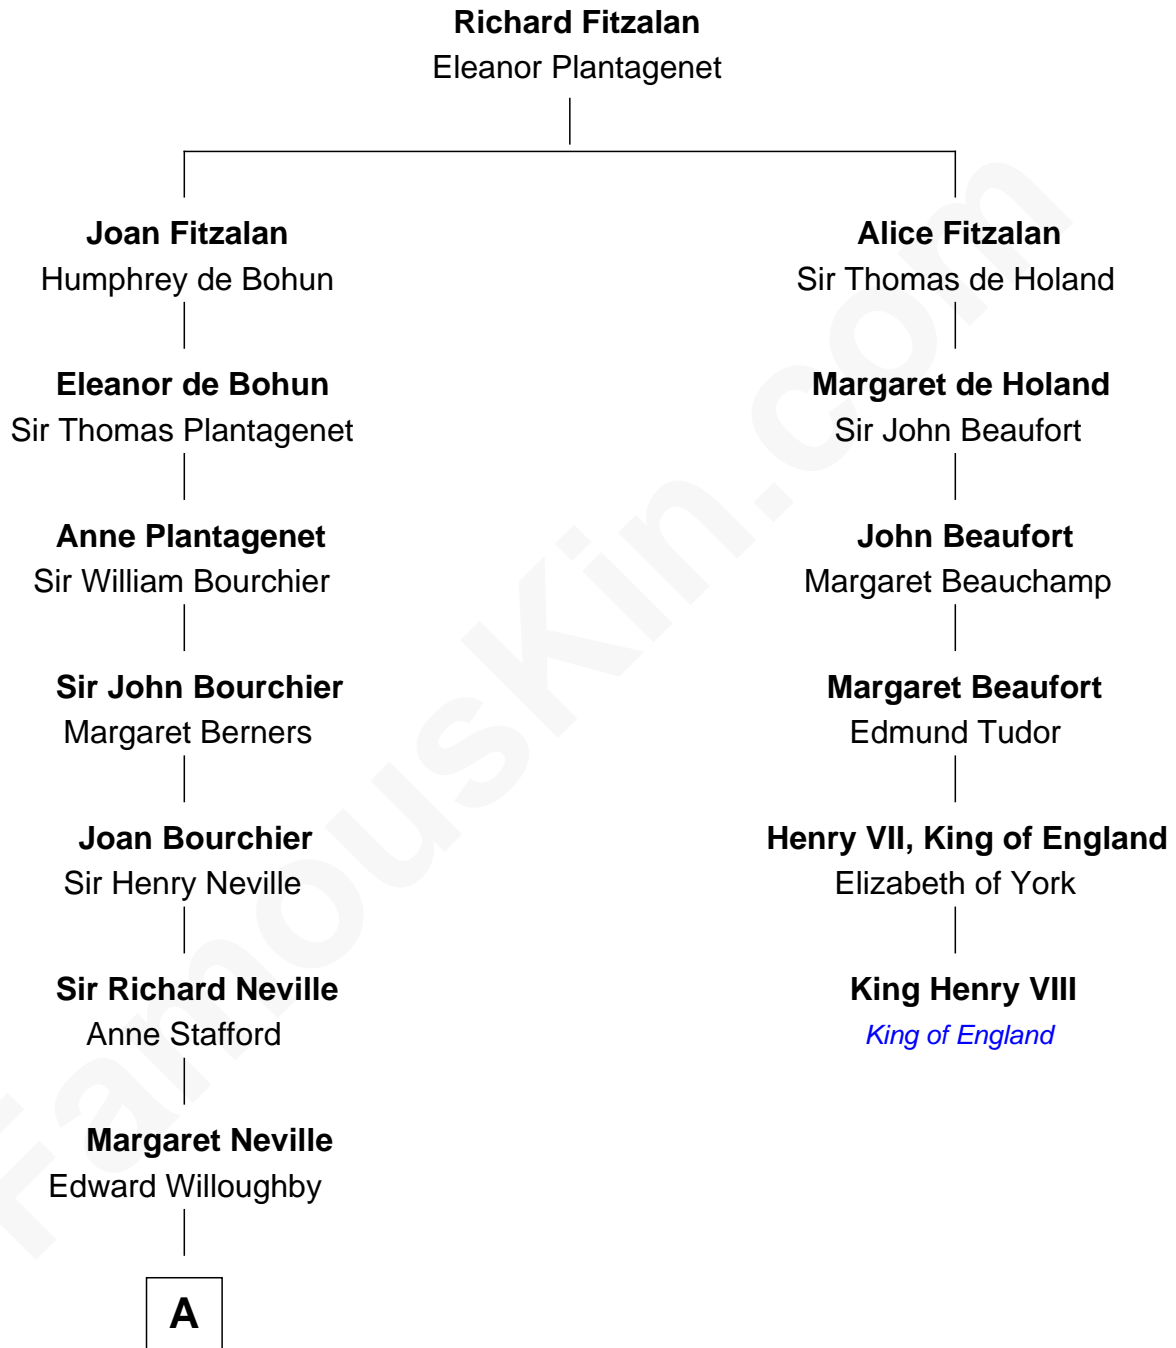 Richard Fitzalan
Eleanor Plantagenet
Joan Fitzalan
Humphrey de Bohun
Alice Fitzalan
Sir Thomas de Holand
Eleanor de Bohun
Sir Thomas Plantagenet
Margaret de Holand
Sir John Beaufort
Anne Plantagenet
Sir William Bourchier
John Beaufort
Margaret Beauchamp
Sir John Bourchier
Margaret Berners
Margaret Beaufort
Edmund Tudor
Joan Bourchier
Sir Henry Neville
Henry VII, King of England
Elizabeth of York
Sir Richard Neville
Anne Stafford
King Henry VIII
King of England
Margaret Neville
Edward Willoughby
A
FamousKin.com